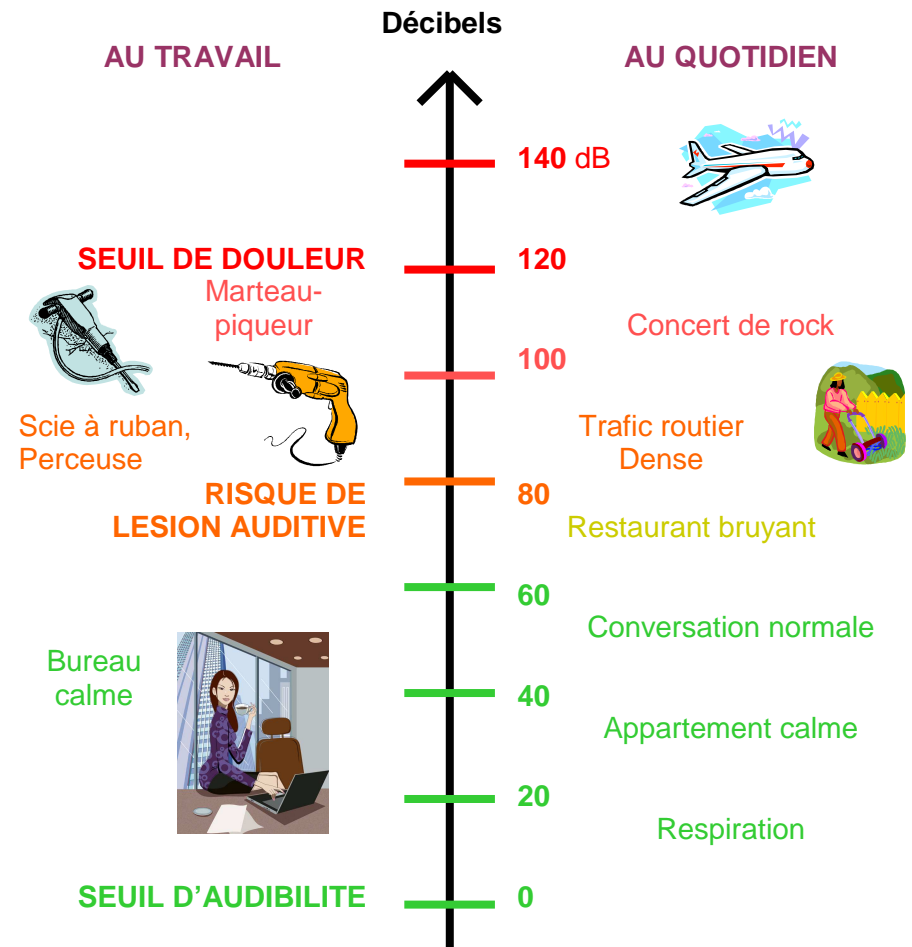 Décibels
AU TRAVAIL
AU QUOTIDIEN
140 dB
SEUIL DE DOULEUR
120
Marteau-
piqueur
Concert de rock
100
Scie à ruban,
Perceuse
Trafic routier
Dense
RISQUE DE
LESION AUDITIVE
80
Restaurant bruyant
60
Conversation normale
Bureau
calme
40
Appartement calme
20
Respiration
SEUIL D'AUDIBILITE
0